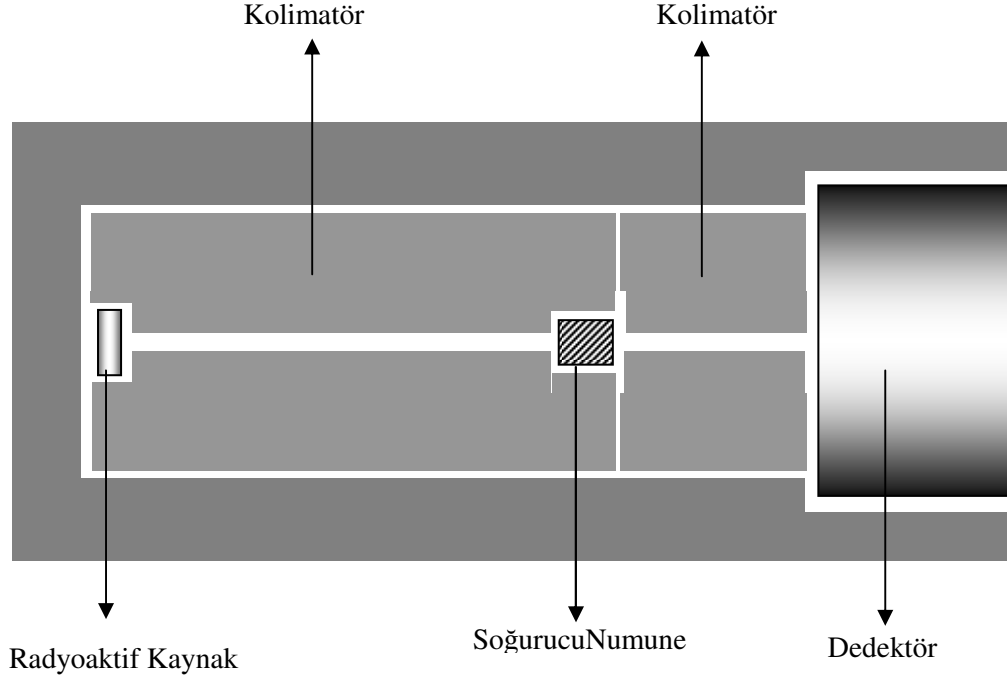 Kolimatör
Kolimatör
Radyoaktif Kaynak
SoğurucuNumune
Dedektör